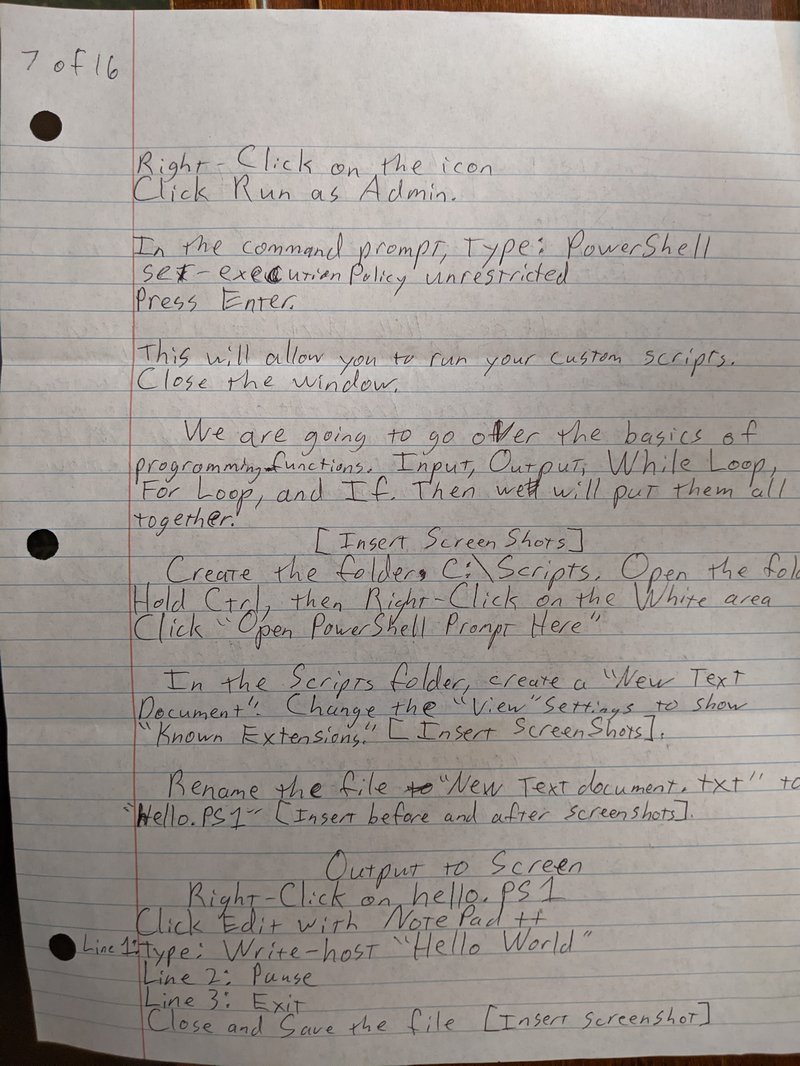 7 of 16
Right-Click on the icon
Click Run as Admin.
In the command prompt, type: PowerShell
set-executionPolicy unrestricted
Press Enter.
This will allow you to run your custom scripts.
Close the window.
We are going to go over the basics of
programming functions. Input, Output, While Loop,
For Loop, and If. Then we will put them all
together.
[Insert Screen Shots]
Create the folder C:\Scripts. Open the fol
Hold Ctrl, then Right-Click on the White area
Click "Open PowerShell Prompt Here"
In the Scripts folder, create a "New Text
Document". Change the "View" Settings to show
"Known Extensions." [Insert ScreenShots].
Rename the file "New Text document.txt" to
"Hello.PS1" [Insert before and after screenshots].
Output to Screen
Right-Click on hello.PS1
Click Edit with NotePad++
Line 1: Type: Write-host "Hello World"
Line 2: Pause
Line 3: Exit
Close and Save the file [Insert screenshot]